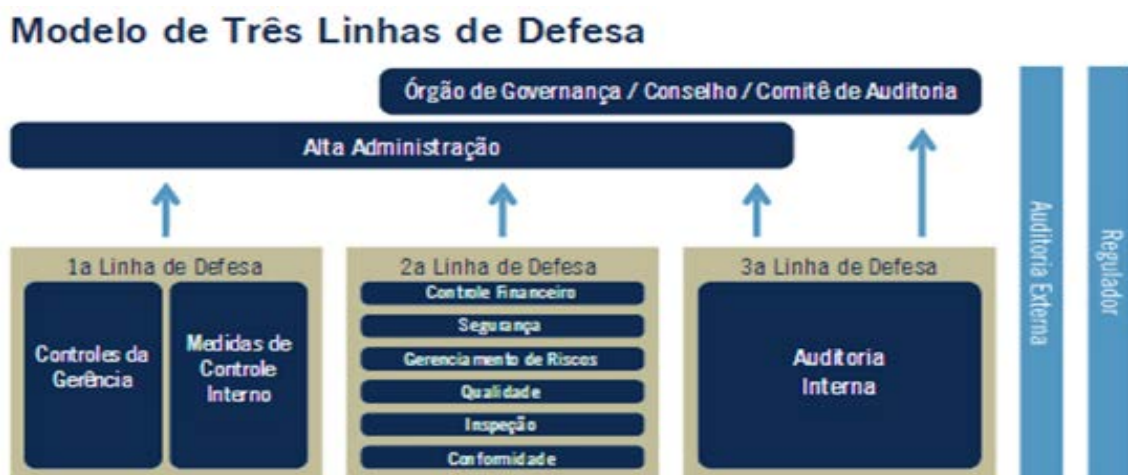 Modelo de Três Linhas de Defesa
Órgão de Governança / Conselho / Comitê de Auditoria
Alta Administração
1a Linha de Defesa
Controles da
Gerência
Medidas de
Controle
Interno
2a Linha de Defesa
Controle Financeiro
Segurança
Gerenciamento de Riscos
Qualidade
Inspeção
Conformidade
3a Linha de Defesa
Auditoria
Interna
Auditoria Externa
Regulador